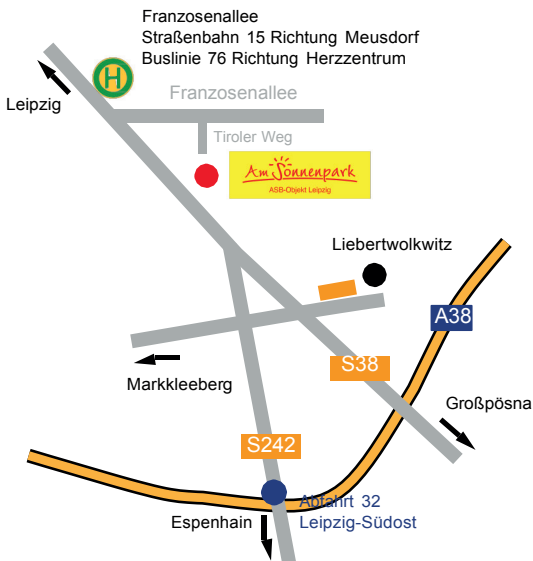 Franzosenallee
Straßenbahn 15 Richtung Meusdorf
Buslinie 76 Richtung Herzzentrum
H
Leipzig
Franzosenallee
Tiroler Weg
Am Sonnenpark
ASB-Objekt Leipzig
Liebertwolkwitz
A38
S38
Markkleeberg
Großpösna
S242
Abfahrt 32
Leipzig-Südost
Espenhain